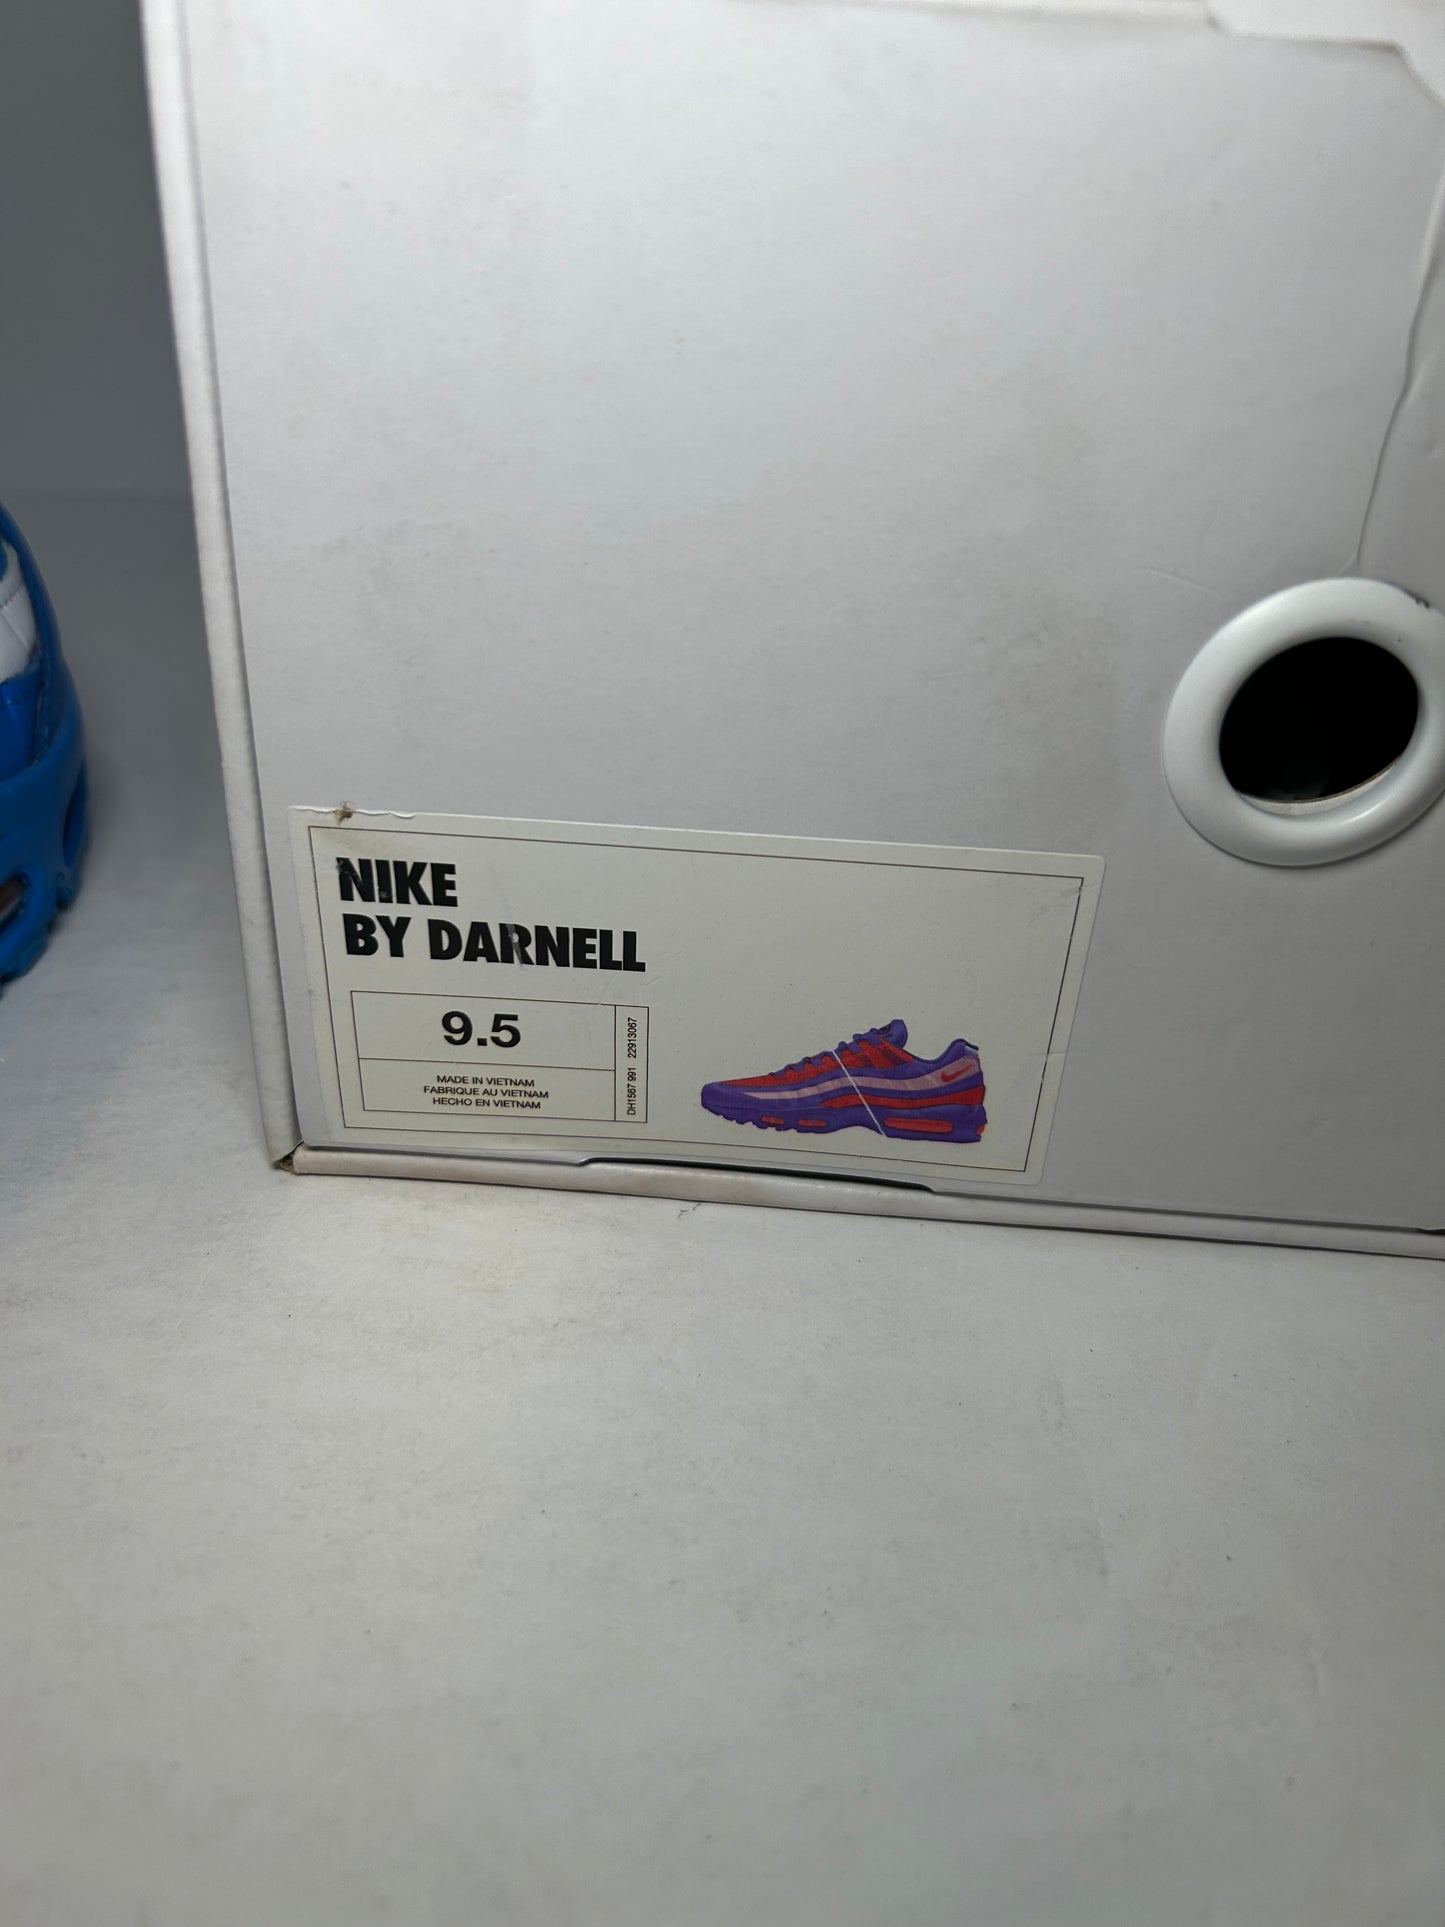 NIKE
BY DARNELL
9.5
MADE IN VIETNAM
FABRIQUE AU VIETNAM
HECHO EN VIETNAM
DH1567 991 22913067